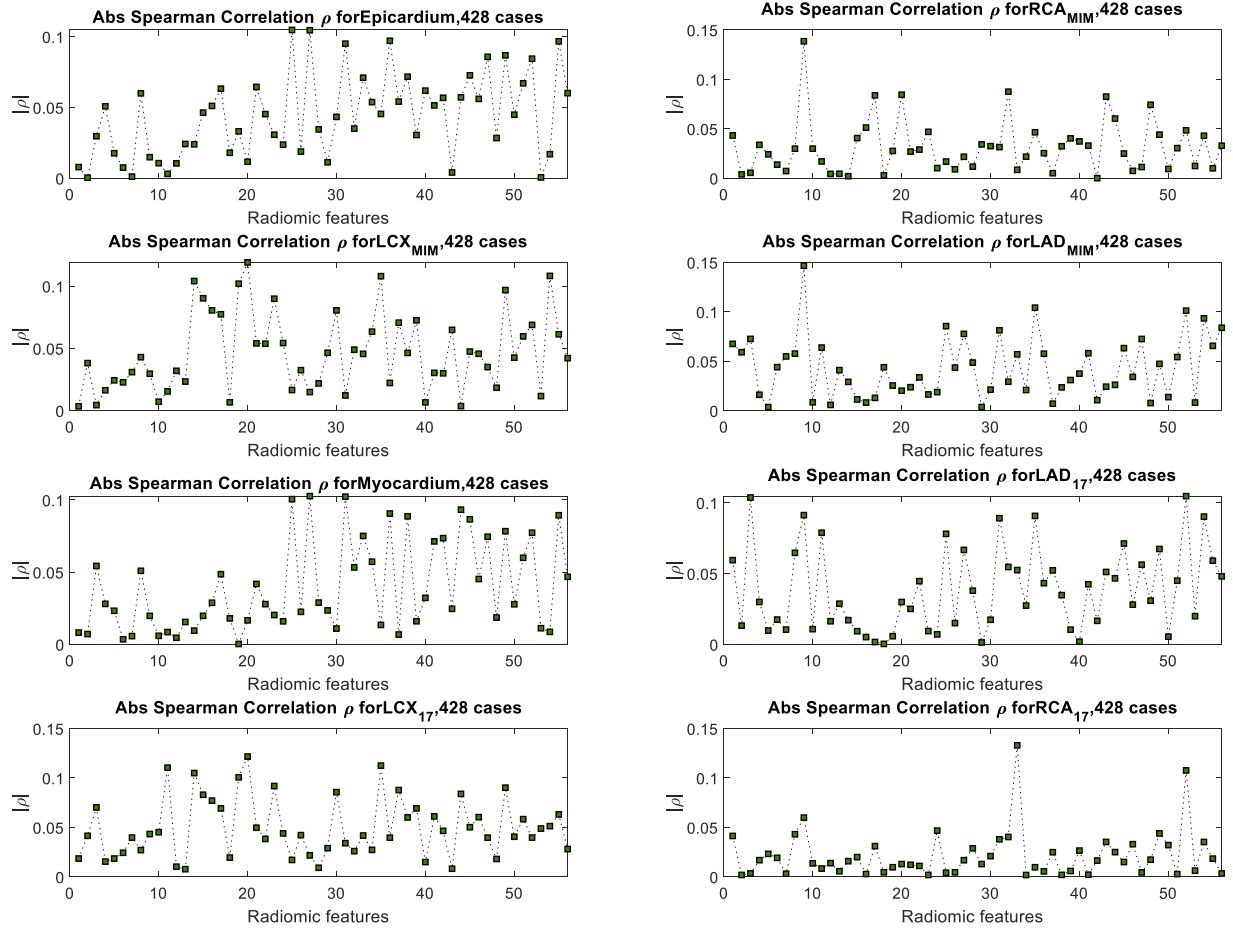 Abs Spearman Correlation ρ forEpicardium,428 cases
0.1
0.05
0
|ρ|
0 10 20 30 40 50
Radiomic features
Abs Spearman Correlation ρ forRCA_MIM,428 cases
0.15
0.1
0.05
0
|ρ|
0 10 20 30 40 50
Radiomic features
Abs Spearman Correlation ρ forLCX_MIM,428 cases
0.1
0.05
0
|ρ|
0 10 20 30 40 50
Radiomic features
Abs Spearman Correlation ρ forLAD_MIM,428 cases
0.15
0.1
0.05
0
|ρ|
0 10 20 30 40 50
Radiomic features
Abs Spearman Correlation ρ forMyocardium,428 cases
0.1
0.05
0
|ρ|
0 10 20 30 40 50
Radiomic features
Abs Spearman Correlation ρ forLAD_17,428 cases
0.1
0.05
0
|ρ|
0 10 20 30 40 50
Radiomic features
Abs Spearman Correlation ρ forLCX_17,428 cases
0.15
0.1
0.05
0
|ρ|
0 10 20 30 40 50
Radiomic features
Abs Spearman Correlation ρ forRCA_17,428 cases
0.15
0.1
0.05
0
|ρ|
0 10 20 30 40 50
Radiomic features